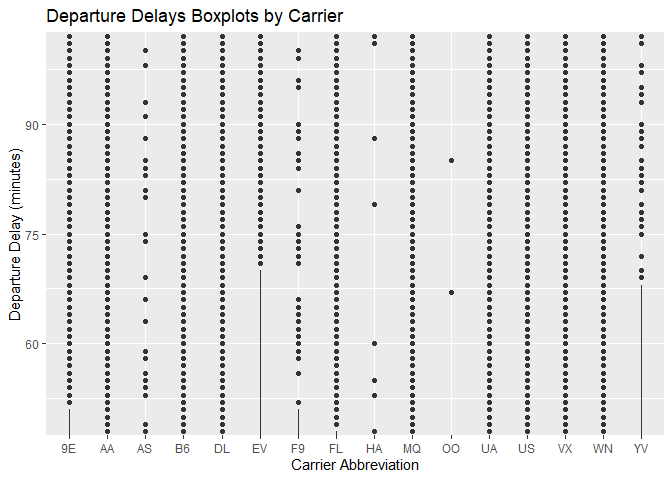 Departure Delays Boxplots by Carrier
Departure Delay (minutes)
90
75
60
9E AA AS B6 DL EV F9 FL HA MQ OO UA US VX WN YV
Carrier Abbreviation